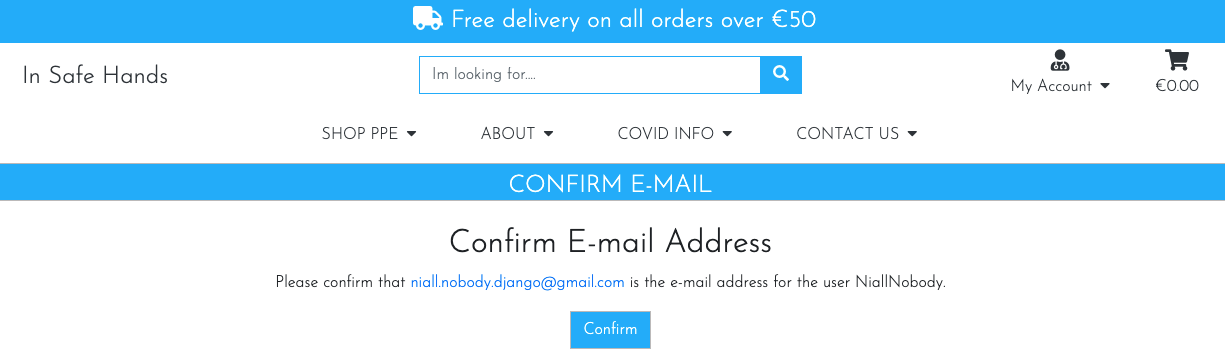 Free delivery on all orders over €50
In Safe Hands
Im looking for....
My Account
€0.00
SHOP PPE
ABOUT
COVID INFO
CONTACT US
CONFIRM E-MAIL
Confirm E-mail Address
Please confirm that niall.nobody.django@gmail.com is the e-mail address for the user NiallNobody.
Confirm